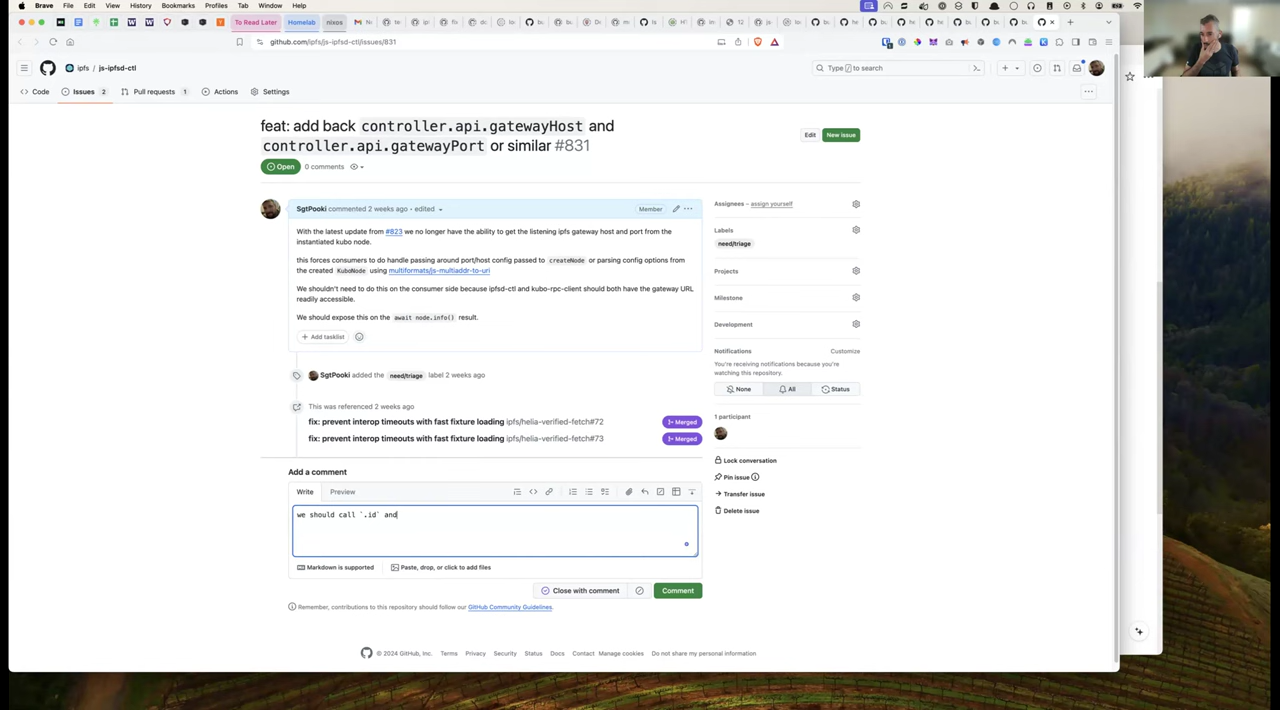 Brave File Edit View History Bookmarks Profiles Tab Window Help
To Read Later
Homelab
nixos
github.com/ipfs/js-ipfsd-ctl/issues/831
ipfs / js-ipfsd-ctl
Type / to search
Code
Issues 2
Pull requests 1
Actions
Settings
feat: add back controller.api.gatewayHost and
controller.api.gatewayPort or similar #831
Edit
New issue
Open
0 comments
SgtPooki commented 2 weeks ago • edited
Member
With the latest update from #823 we no longer have the ability to get the listening ipfs gateway host and port from the
instantiated kubo node.
this forces consumers to do handle passing around port/host config passed to createNode or parsing config options from
the created KuboNode using multiformats/js-multiaddr-to-uri
We shouldn't need to do this on the consumer side because ipfsd-ctl and kubo-rpc-client should both have the gateway URL
readily accessible.
We should expose this on the await node.info() result.
Add tasklist
SgtPooki added the need/triage label 2 weeks ago
This was referenced 2 weeks ago
fix: prevent interop timeouts with fast fixture loading ipfs/helia-verified-fetch#72
Merged
fix: prevent interop timeouts with fast fixture loading ipfs/helia-verified-fetch#73
Merged
Add a comment
Write
Preview
we should call `.id` and
Markdown is supported
Paste, drop, or click to add files
Close with comment
Comment
Remember, contributions to this repository should follow our GitHub Community Guidelines.
Assignees – assign yourself
Labels
need/triage
Projects
Milestone
Development
Notifications
Customize
You're receiving notifications because you're
watching this repository.
None
All
Status
1 participant
Lock conversation
Pin issue
Transfer issue
Delete issue
© 2024 GitHub, Inc.
Terms
Privacy
Security
Status
Docs
Contact
Manage cookies
Do not share my personal information